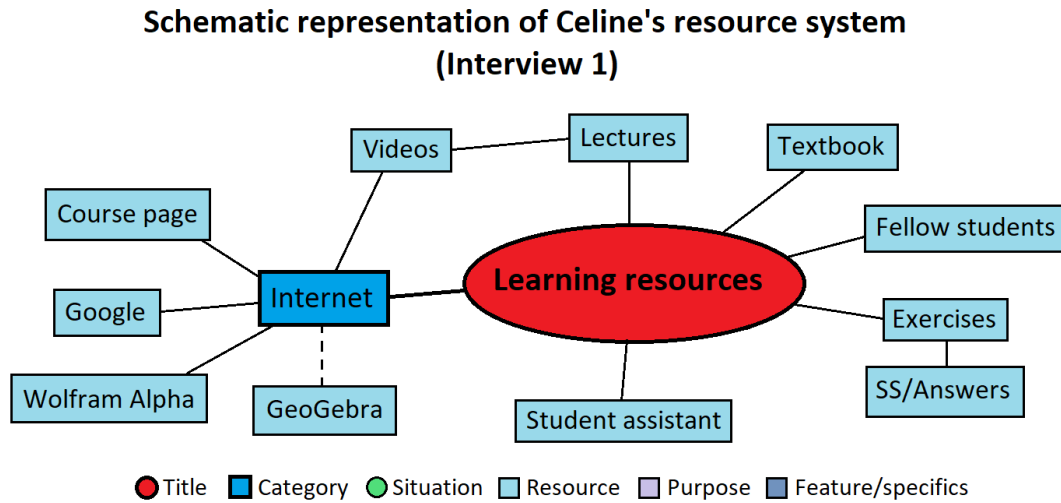 Schematic representation of Celine's resource system
(Interview 1)
Videos
Lectures
Textbook
Course page
Fellow students
Internet
Learning resources
Google
Exercises
Wolfram Alpha
GeoGebra
Student assistant
SS/Answers
Title Category Situation Resource Purpose Feature/specifics